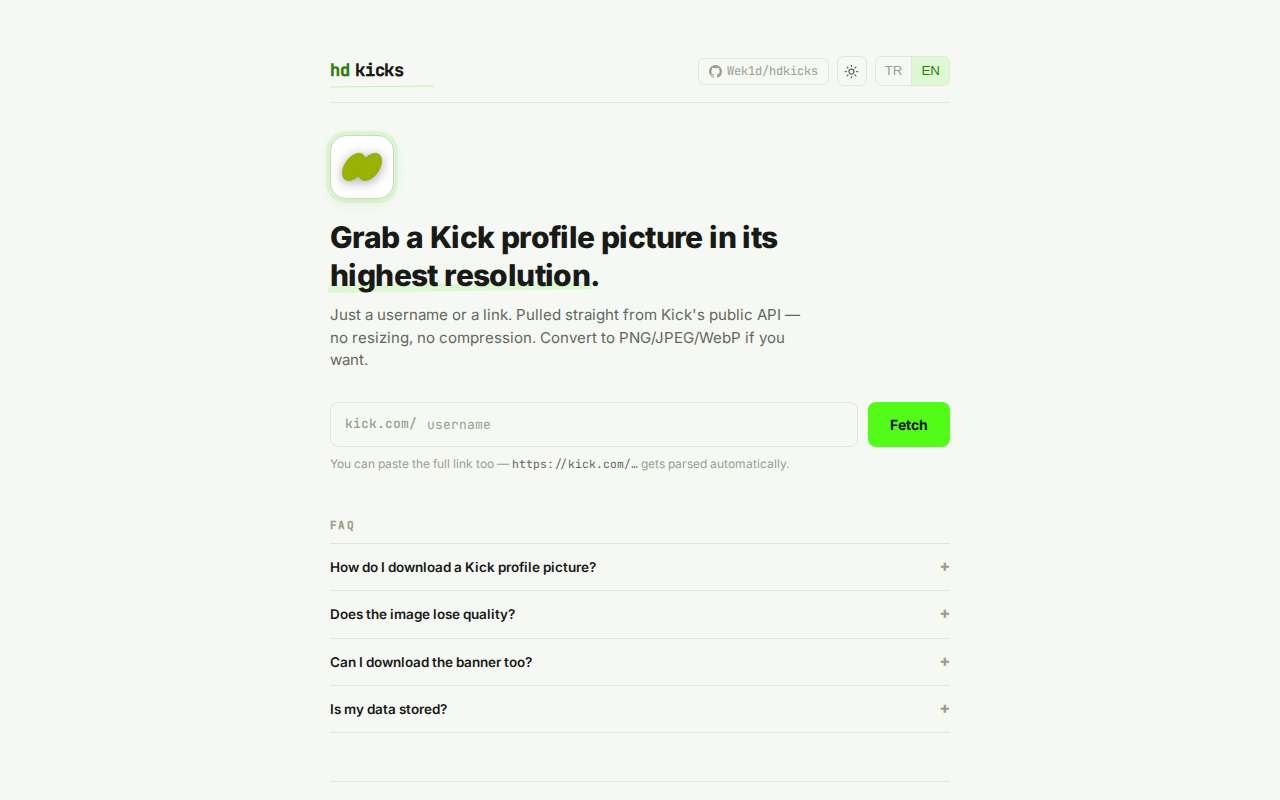 hd kicks
Wek1d/hdkicks
TR
EN
Grab a Kick profile picture in its
highest resolution.
Just a username or a link. Pulled straight from Kick's public API —
no resizing, no compression. Convert to PNG/JPEG/WebP if you
want.
kick.com/ username
Fetch
You can paste the full link too — https://kick.com/… gets parsed automatically.
FAQ
How do I download a Kick profile picture? +
Does the image lose quality? +
Can I download the banner too? +
Is my data stored? +